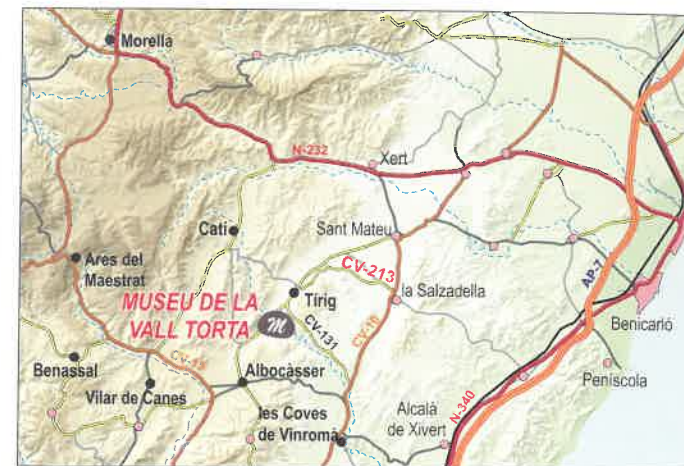 Morella
N-232
Xert
Catí
Sant Mateu
Ares del
Maestrat
CV-213
MUSEU DE LA
VALL TORTA
M
Tírig
la Salzadella
AP-7
CV-131
CV-10
Benicarló
Benassal
CV-15
Albocàsser
Peníscola
Vilar de Canes
les Coves
de Vinromà
Alcalà
de Xivert
N-340